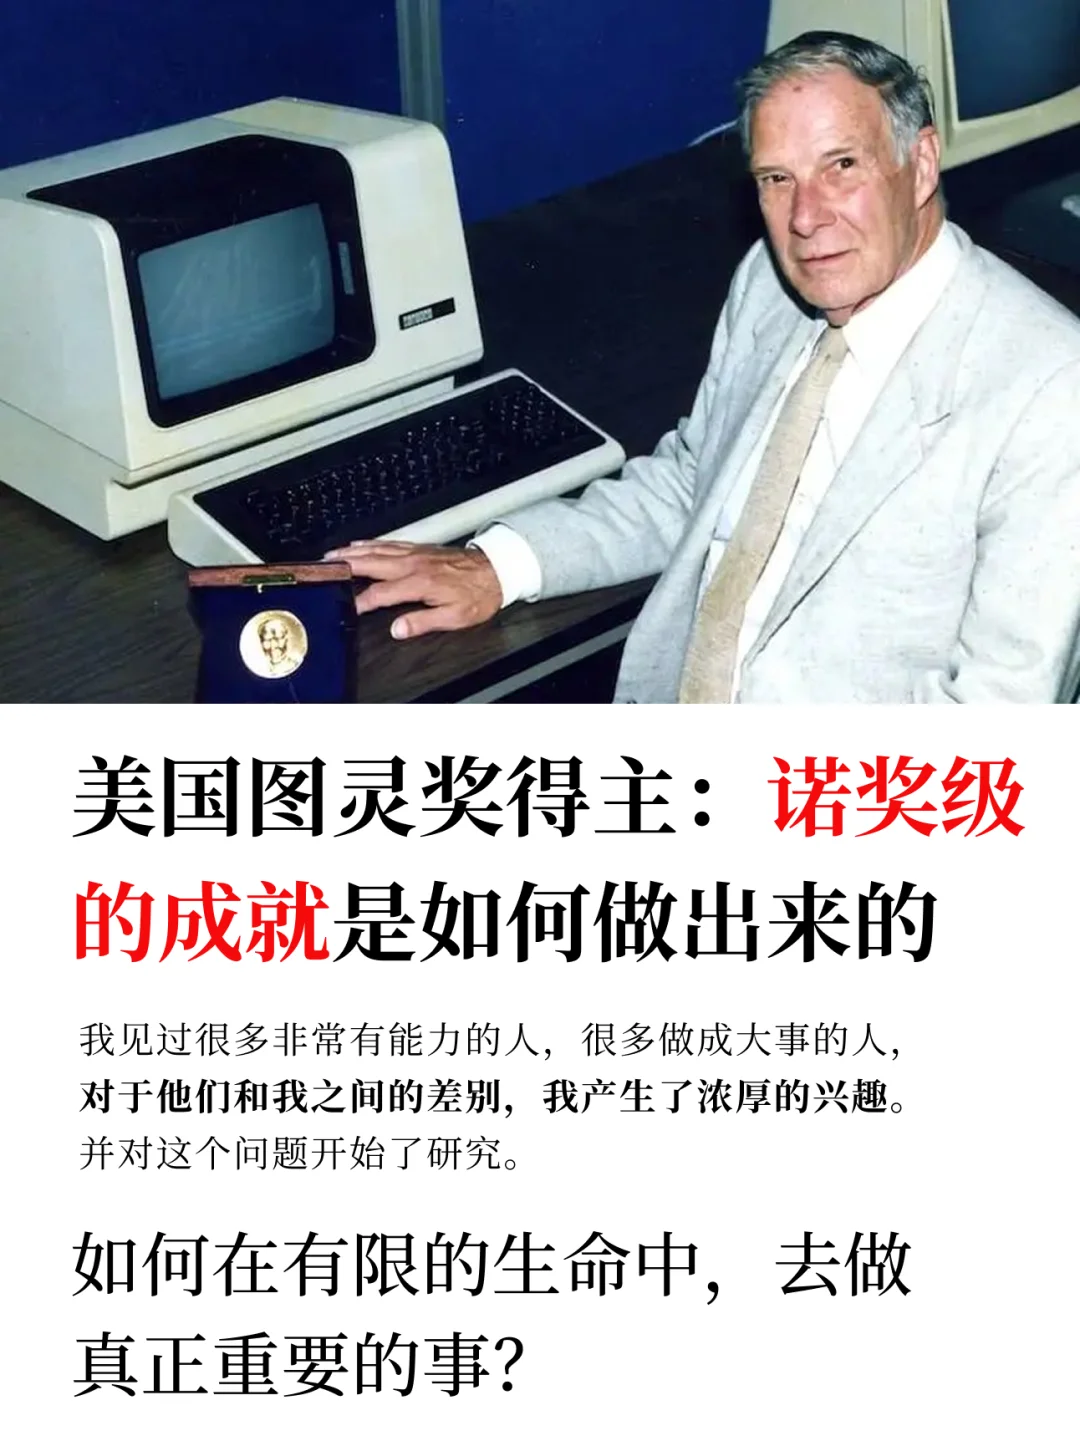 美国图灵奖得主：诺奖级
的成就是如何做出来的
我见过很多非常有能力的人，很多做成大事的人，
对于他们和我之间的差别，我产生了浓厚的兴趣。
并对这个问题开始了研究。
如何在有限的生命中，去做
真正重要的事？